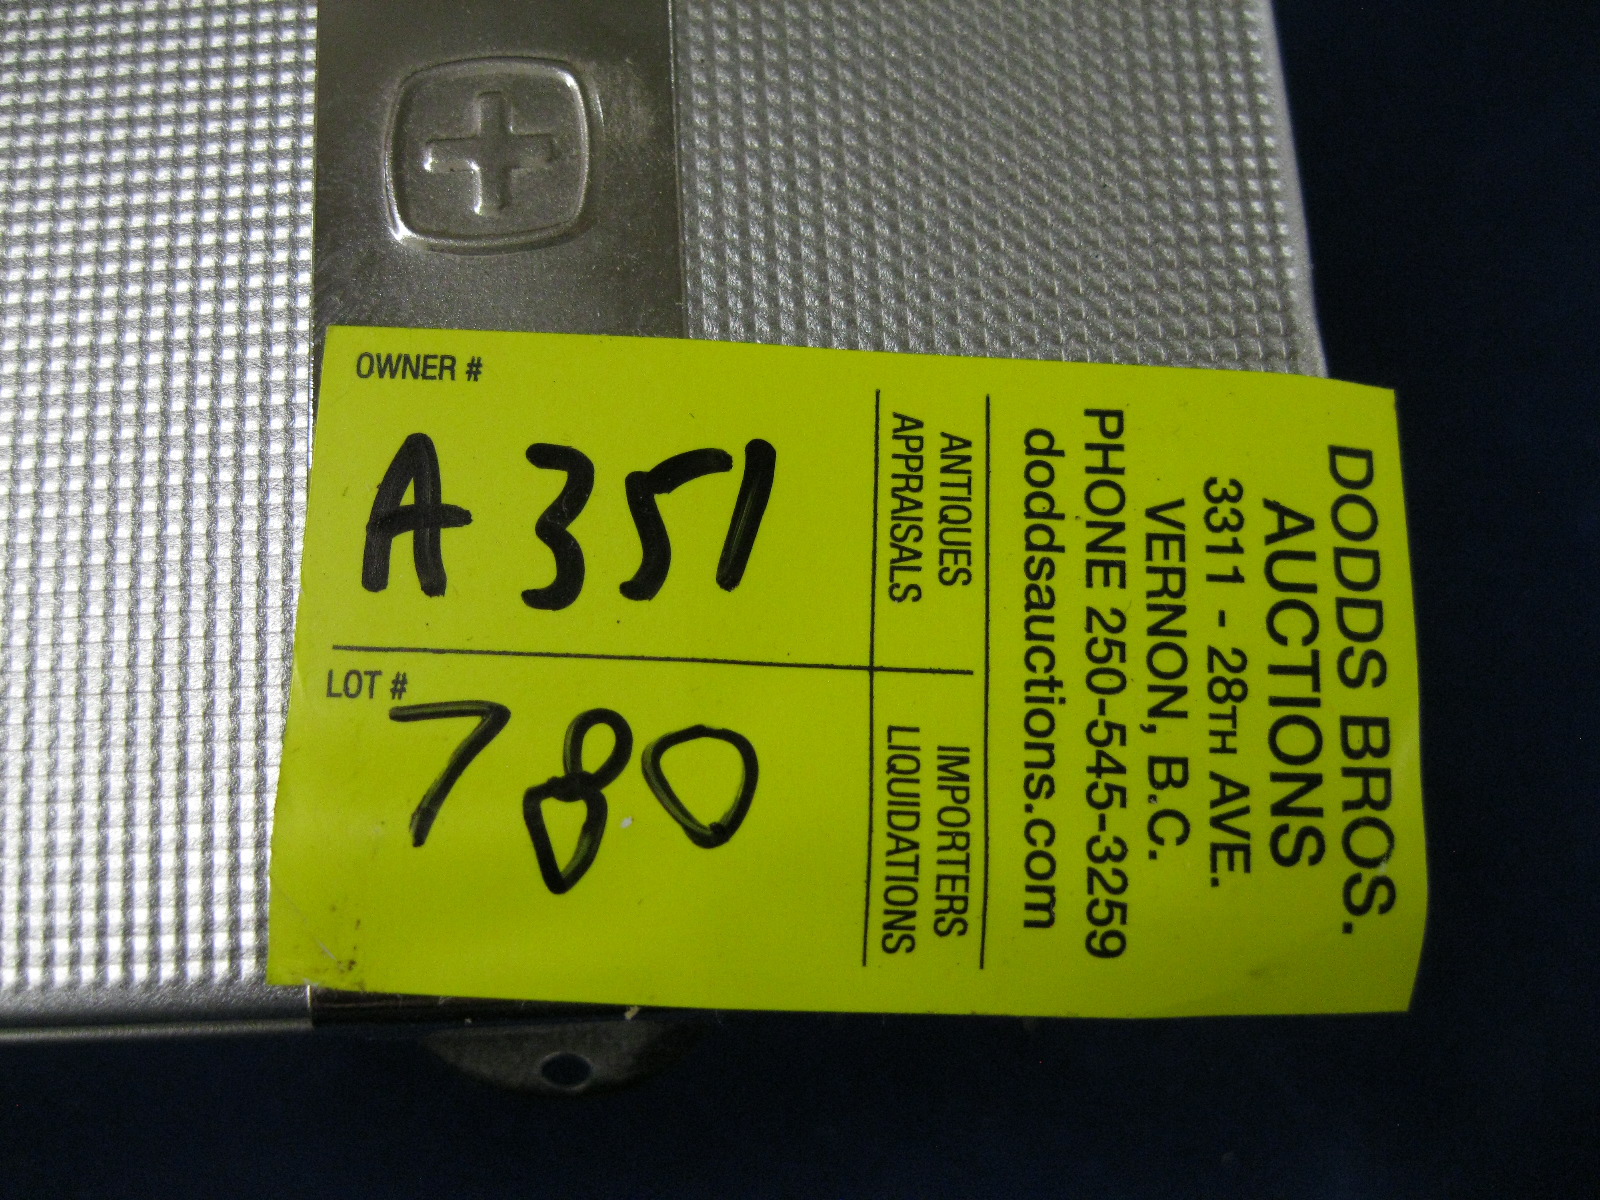 OWNER #
A 351
LOT #
780
ANTIQUES
APPRAISALS
IMPORTERS
LIQUIDATIONS
DODDS BROS.
AUCTIONS
3311 - 28TH AVE.
VERNON, B.C.
PHONE 250-545-3259
doddsauctions.com